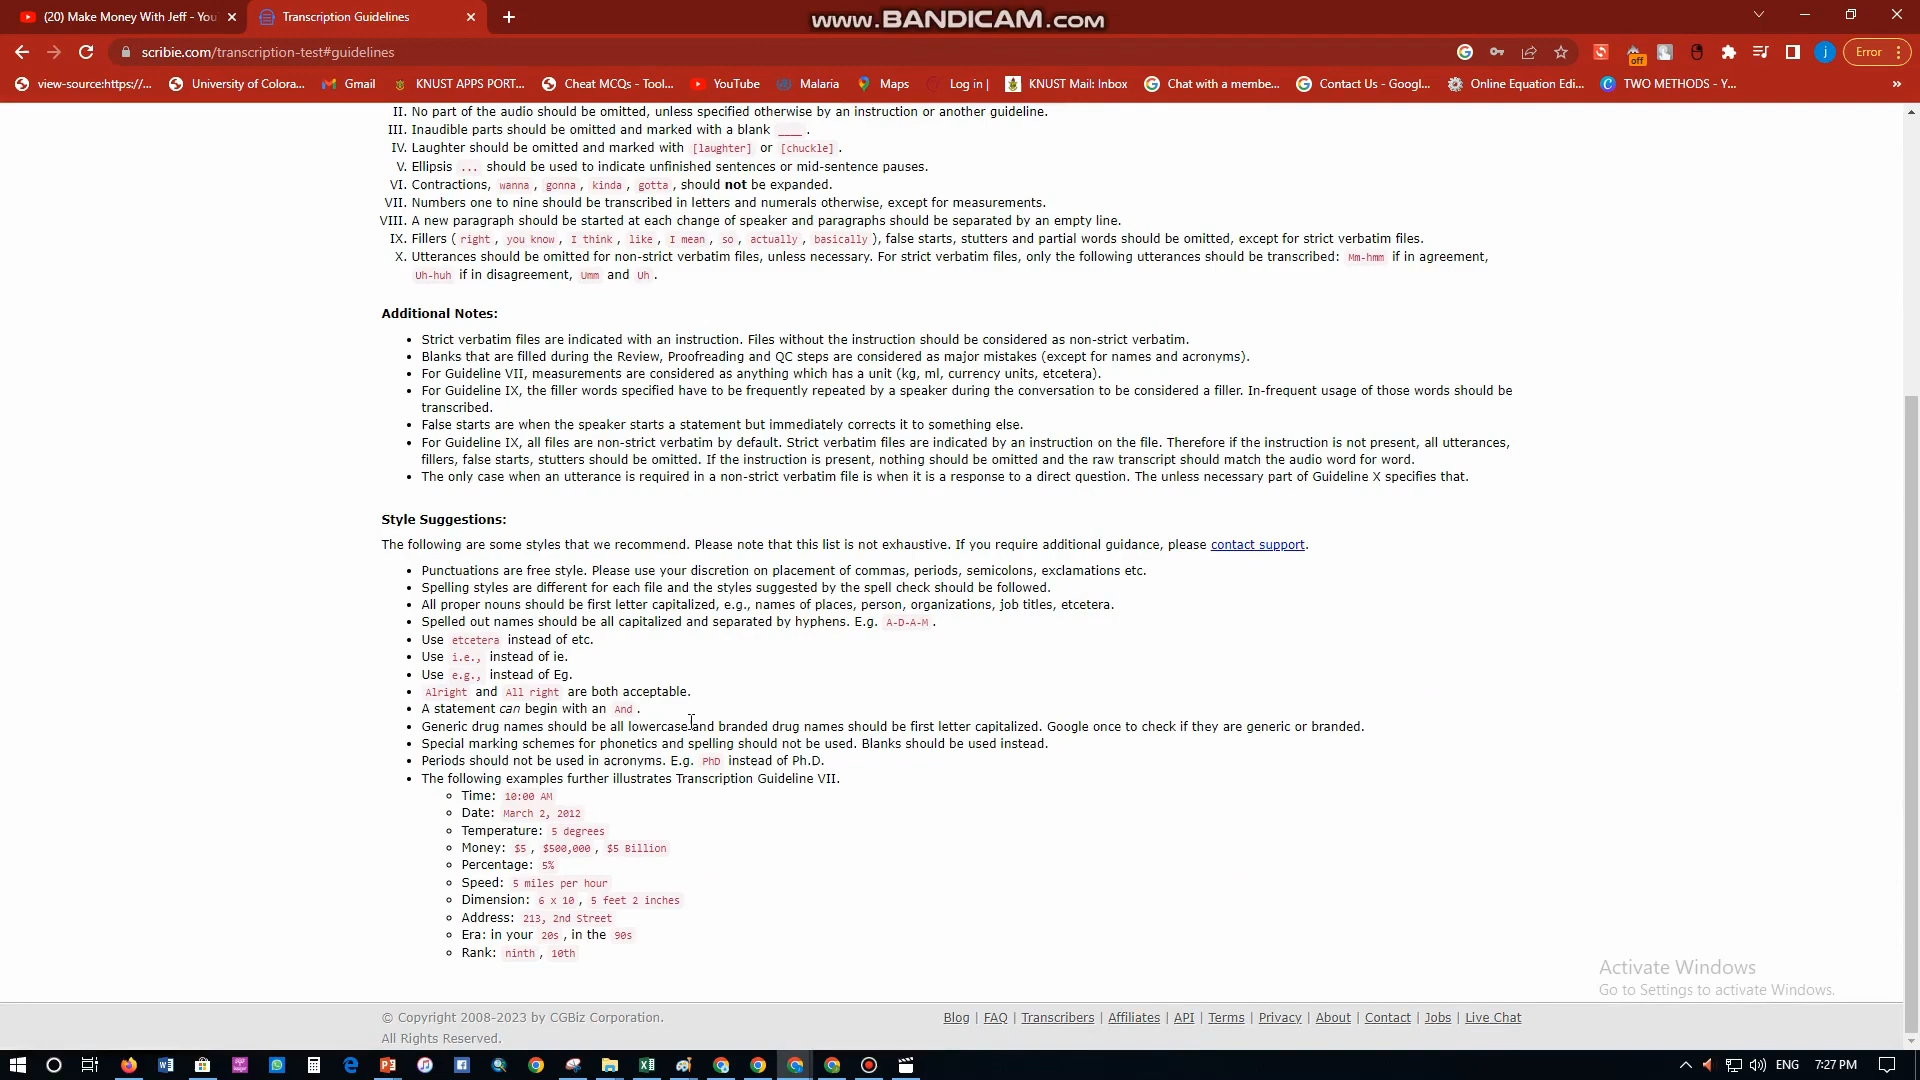 (20) Make Money With Jeff - You
Transcription Guidelines
www.BANDICAM.com
scribie.com/transcription-test#guidelines
off
j
Error
view-source:https://...
University of Colora...
Gmail
KNUST APPS PORT...
Cheat MCQs - Tool...
YouTube
Malaria
Maps
Log in |
KNUST Mail: Inbox
Chat with a membe...
Contact Us - Googl...
Online Equation Edi...
TWO METHODS - Y...
II. No part of the audio should be omitted, unless specified otherwise by an instruction or another guideline.
III. Inaudible parts should be omitted and marked with a blank ____ .
IV. Laughter should be omitted and marked with [laughter] or [chuckle] .
V. Ellipsis ... should be used to indicate unfinished sentences or mid-sentence pauses.
VI. Contractions, wanna , gonna , kinda , gotta , should not be expanded.
VII. Numbers one to nine should be transcribed in letters and numerals otherwise, except for measurements.
VIII. A new paragraph should be started at each change of speaker and paragraphs should be separated by an empty line.
IX. Fillers ( right , you know , I think , like , I mean , so , actually , basically ), false starts, stutters and partial words should be omitted, except for strict verbatim files.
X. Utterances should be omitted for non-strict verbatim files, unless necessary. For strict verbatim files, only the following utterances should be transcribed: Mm-hmm if in agreement,
Uh-huh if in disagreement, Umm and Uh .
Additional Notes:
• Strict verbatim files are indicated with an instruction. Files without the instruction should be considered as non-strict verbatim.
• Blanks that are filled during the Review, Proofreading and QC steps are considered as major mistakes (except for names and acronyms).
• For Guideline VII, measurements are considered as anything which has a unit (kg, ml, currency units, etcetera).
• For Guideline IX, the filler words specified have to be frequently repeated by a speaker during the conversation to be considered a filler. In-frequent usage of those words should be
transcribed.
• False starts are when the speaker starts a statement but immediately corrects it to something else.
• For Guideline IX, all files are non-strict verbatim by default. Strict verbatim files are indicated by an instruction on the file. Therefore if the instruction is not present, all utterances,
fillers, false starts, stutters should be omitted. If the instruction is present, nothing should be omitted and the raw transcript should match the audio word for word.
• The only case when an utterance is required in a non-strict verbatim file is when it is a response to a direct question. The unless necessary part of Guideline X specifies that.
Style Suggestions:
The following are some styles that we recommend. Please note that this list is not exhaustive. If you require additional guidance, please contact support.
• Punctuations are free style. Please use your discretion on placement of commas, periods, semicolons, exclamations etc.
• Spelling styles are different for each file and the styles suggested by the spell check should be followed.
• All proper nouns should be first letter capitalized, e.g., names of places, person, organizations, job titles, etcetera.
• Spelled out names should be all capitalized and separated by hyphens. E.g. A-D-A-M .
• Use etcetera instead of etc.
• Use i.e., instead of ie.
• Use e.g., instead of Eg.
• Alright and All right are both acceptable.
• A statement can begin with an And .
• Generic drug names should be all lowercase and branded drug names should be first letter capitalized. Google once to check if they are generic or branded.
• Special marking schemes for phonetics and spelling should not be used. Blanks should be used instead.
• Periods should not be used in acronyms. E.g. PhD instead of Ph.D.
• The following examples further illustrates Transcription Guideline VII.
Time: 10:00 AM
Date: March 2, 2012
Temperature: 5 degrees
Money: $5 , $500,000 , $5 Billion
Percentage: 5%
Speed: 5 miles per hour
Dimension: 6 x 10 , 5 feet 2 inches
Address: 213, 2nd Street
Era: in your 20s , in the 90s
Rank: ninth , 10th
Activate Windows
Go to Settings to activate Windows.
© Copyright 2008-2023 by CGBiz Corporation.
All Rights Reserved.
Blog | FAQ | Transcribers | Affiliates | API | Terms | Privacy | About | Contact | Jobs | Live Chat
ENG
7:27 PM